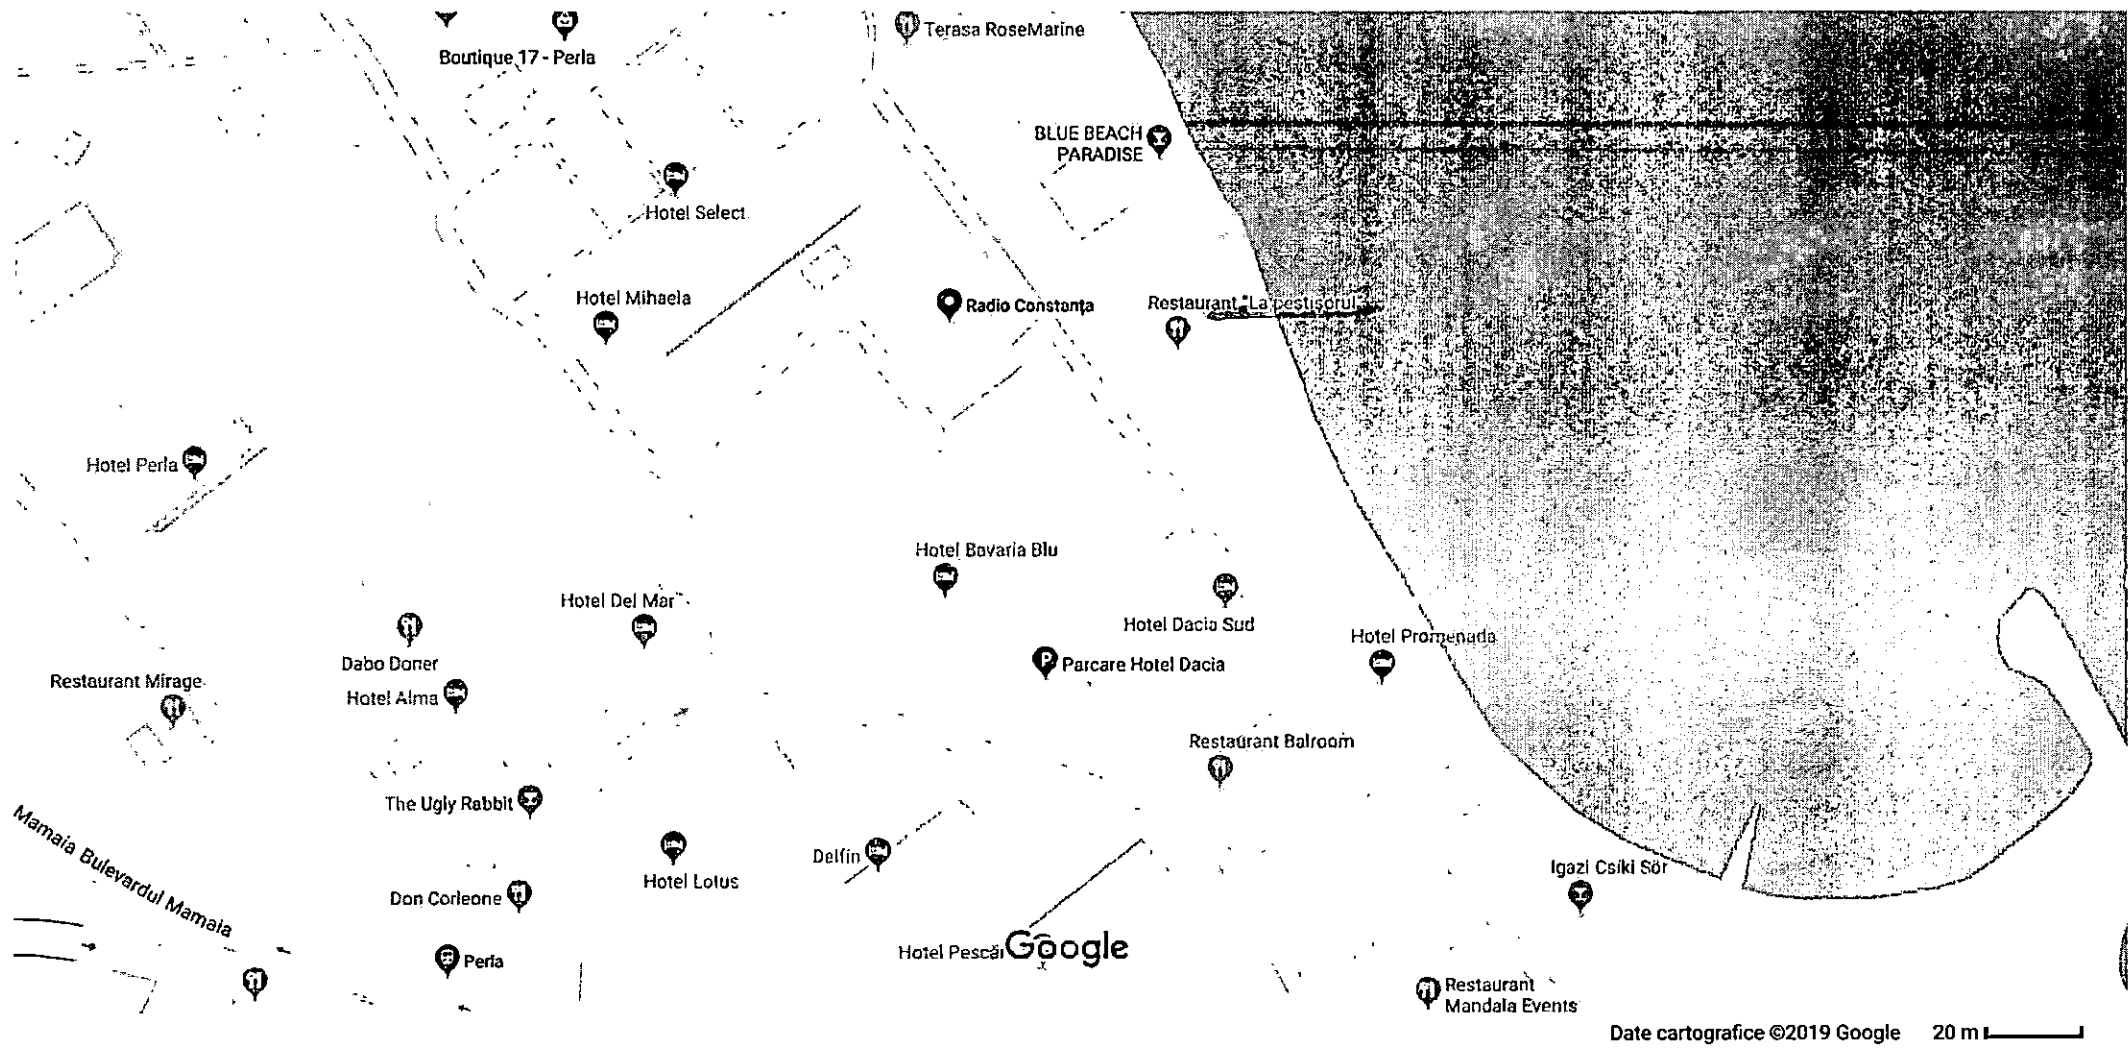 Terasa RoseMarine
Boutique 17 - Perla
BLUE BEACH
PARADISE
Hotel Select
Hotel Mihaela
Radio Constanța
Restaurant "La pestisorul"
Hotel Perla
Hotel Bavaria Blu
Hotel Del Mar
Hotel Dacia Sud
Hotel Promenada
Dabo Doner
Parcare Hotel Dacia
Restaurant Mirage
Hotel Alma
Restaurant Balroom
The Ugly Rabbit
Mamaia Bulevardul Mamaia
Delfin
Hotel Lotus
Igazi Csíki Sör
Don Corleone
Hotel Pescăr
Google
Perla
Restaurant
Mandala Events
Date cartografice ©2019 Google 20 m